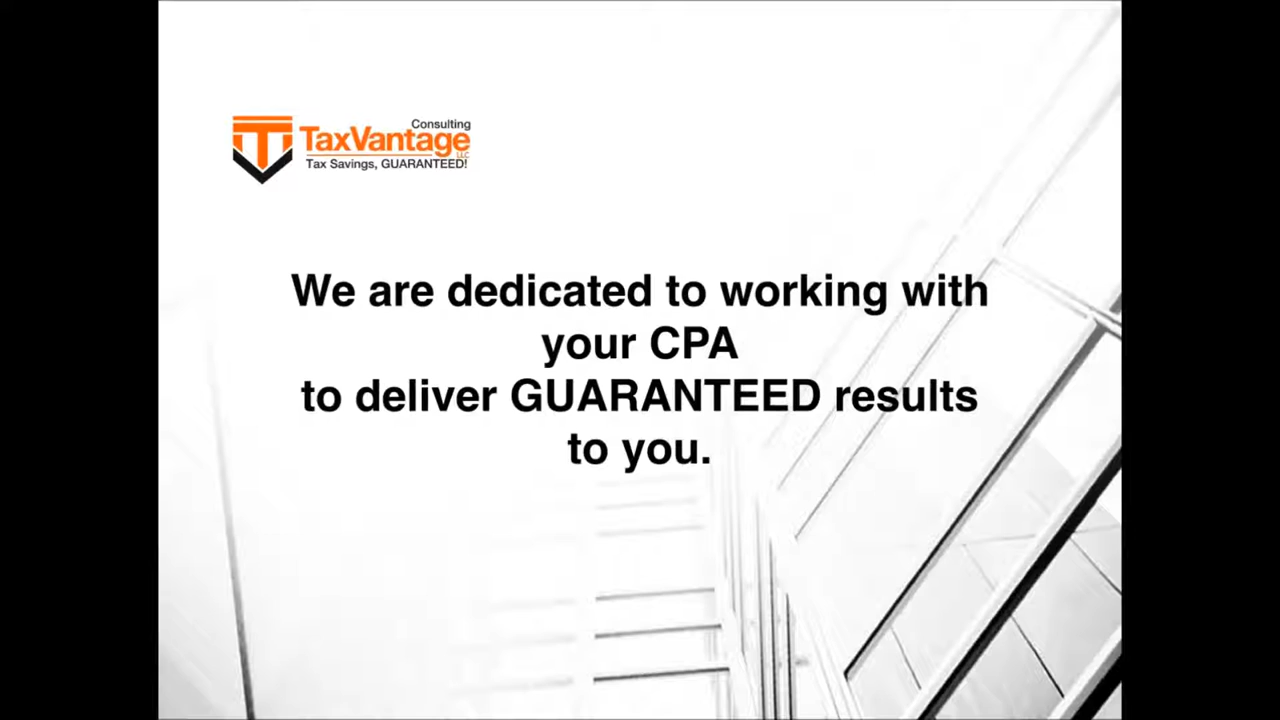 Consulting
TaxVantage
LLC
Tax Savings, GUARANTEED!
We are dedicated to working with
your CPA
to deliver GUARANTEED results
to you.